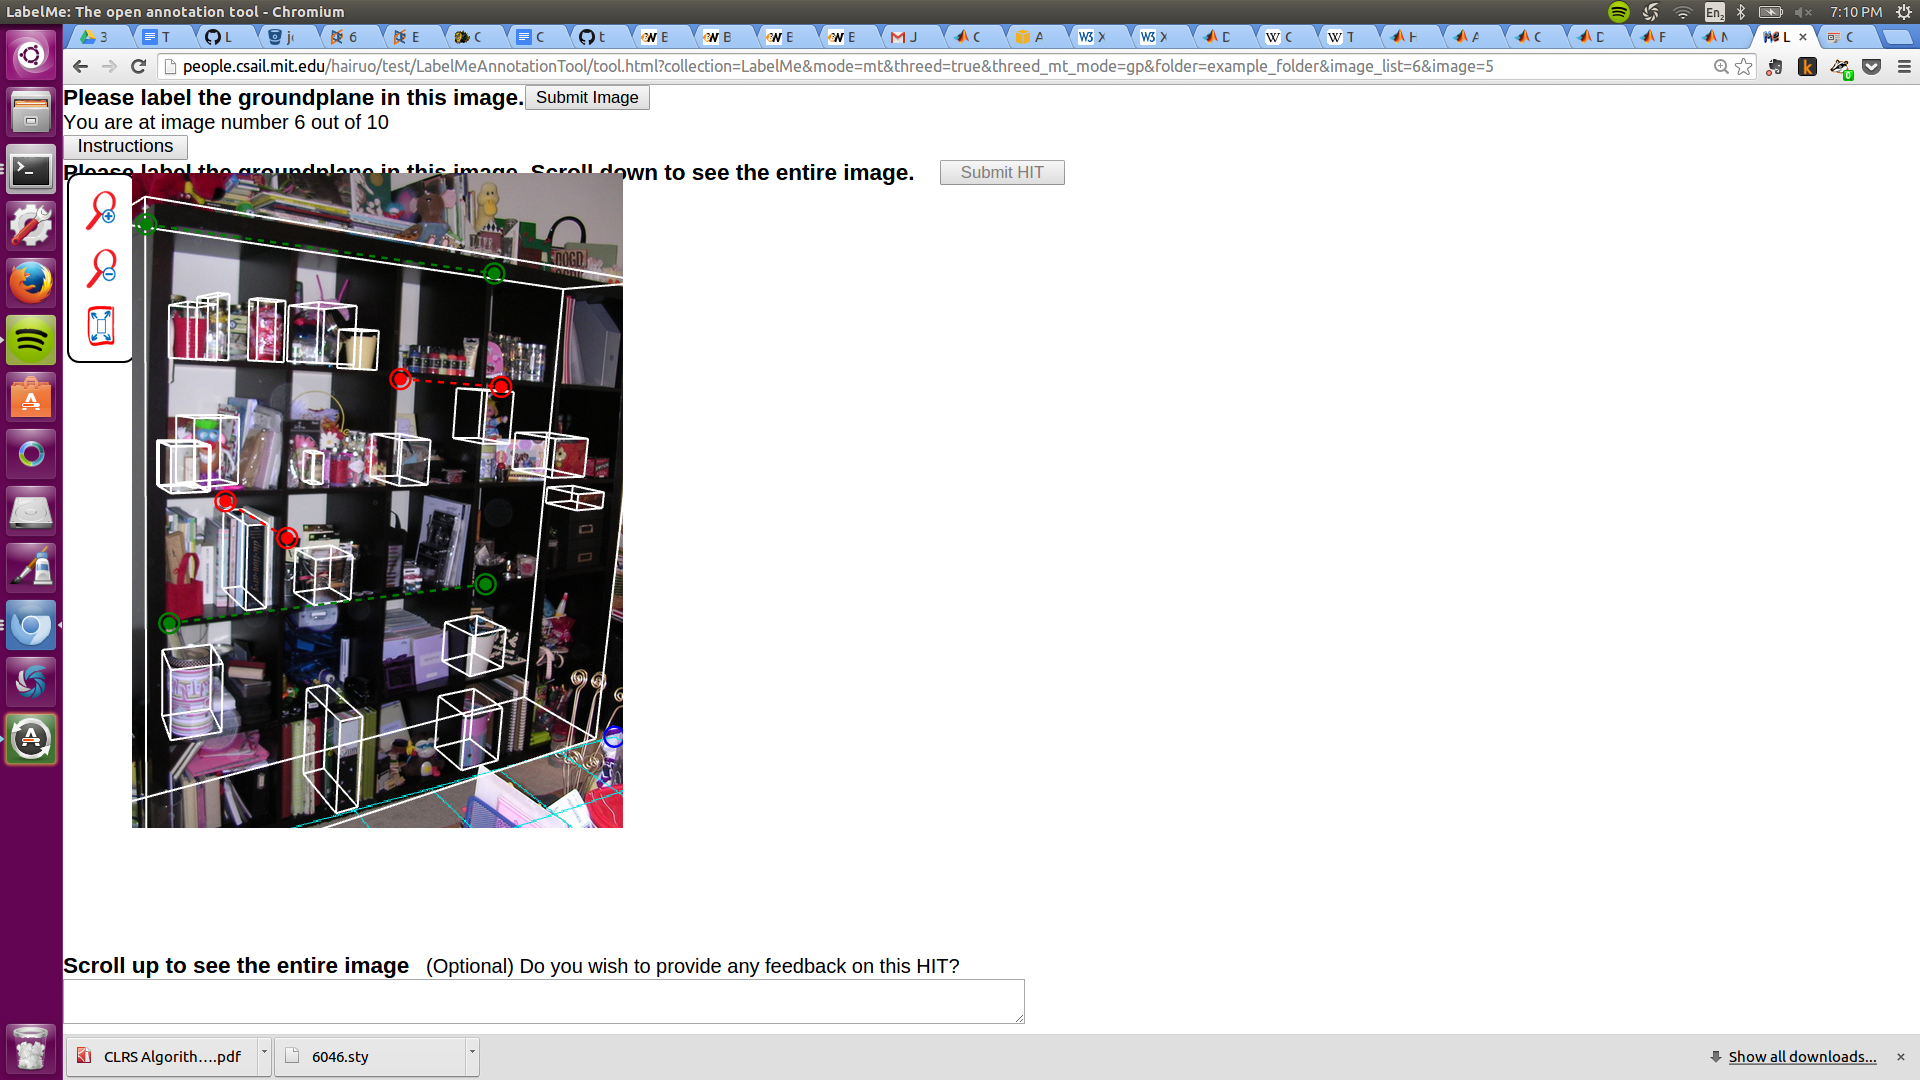 LabelMe: The open annotation tool - Chromium
En₂
7:10 PM
3
T
L
6
E
C
C
t
E
B
E
E
J
C
A
W3 X
W3 X
D
W C
W T
H
A
C
D
F
L ×
C
people.csail.mit.edu/hairuo/test/LabelMeAnnotationTool/tool.html?collection=LabelMe&mode=mt&threed=true&threed_mt_mode=gp&folder=example_folder&image_list=6&image=5
0
Please label the groundplane in this image. Submit Image
You are at image number 6 out of 10
Instructions
Please label the groundplane in this image. Scroll down to see the entire image. Submit HIT
Scroll up to see the entire image (Optional) Do you wish to provide any feedback on this HIT?
CLRS Algorith....pdf
6046.sty
Show all downloads...
×